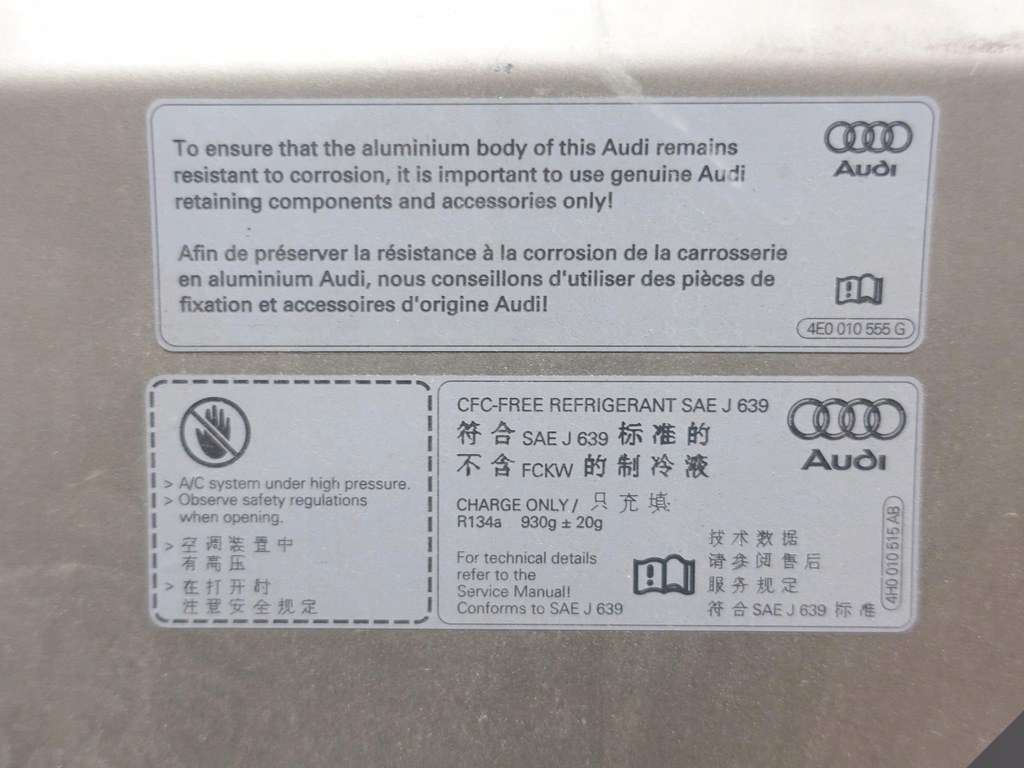 To ensure that the aluminium body of this Audi remains
resistant to corrosion, it is important to use genuine Audi
retaining components and accessories only!
Afin de préserver la résistance à la corrosion de la carrosserie
en aluminium Audi, nous conseillons d'utiliser des pièces de
fixation et accessoires d'origine Audi!
Audi
4E0 010 555 G
> A/C system under high pressure.
> Observe safety regulations
when opening.
> 空调装置中
有高压
> 在打开时
注意安全规定
CFC-FREE REFRIGERANT SAE J 639
符合 SAE J 639 标准的
不含 FCKW 的制冷液
CHARGE ONLY / 只充填
R134a 930g ± 20g
For technical details
refer to the
Service Manual!
Conforms to SAE J 639
技术数据
请参阅售后
服务规定
符合 SAE J 639 标准
Audi
4H0 010 515 AB